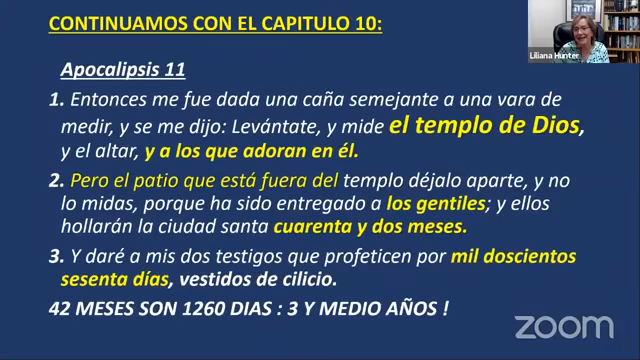 CONTINUAMOS CON EL CAPITULO 10:
Liliana Hunter
Apocalipsis 11
1. Entonces me fue dada una caña semejante a una vara de
medir, y se me dijo: Levántate, y mide el templo de Dios,
y el altar, y a los que adoran en él.
2. Pero el patio que está fuera del templo déjalo aparte, y no
lo midas, porque ha sido entregado a los gentiles; y ellos
hollarán la ciudad santa cuarenta y dos meses.
3. Y daré a mis dos testigos que profeticen por mil doscientos
sesenta días, vestidos de cilicio.
42 MESES SON 1260 DIAS : 3 Y MEDIO AÑOS !
zoom